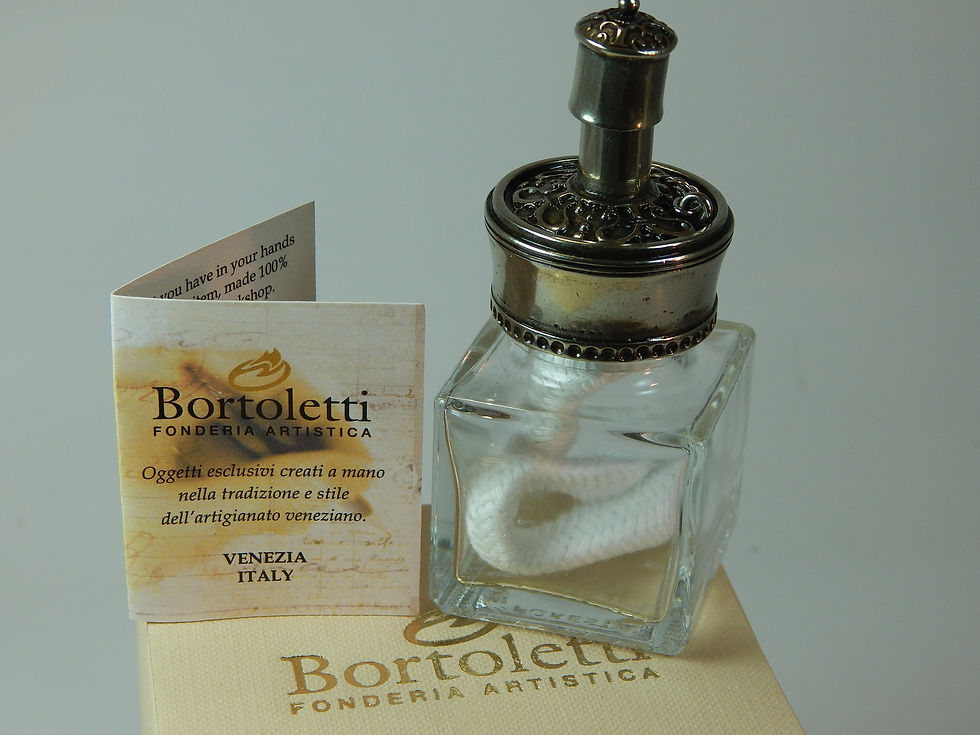 you have in your hands
item, made 100%
Bortoletti
FONDERIA ARTISTICA
Oggetti esclusivi creati a mano
nella tradizione e stile
dell'artigianato veneziano.
VENEZIA
ITALY
Bortoletti
FONDERIA ARTISTICA